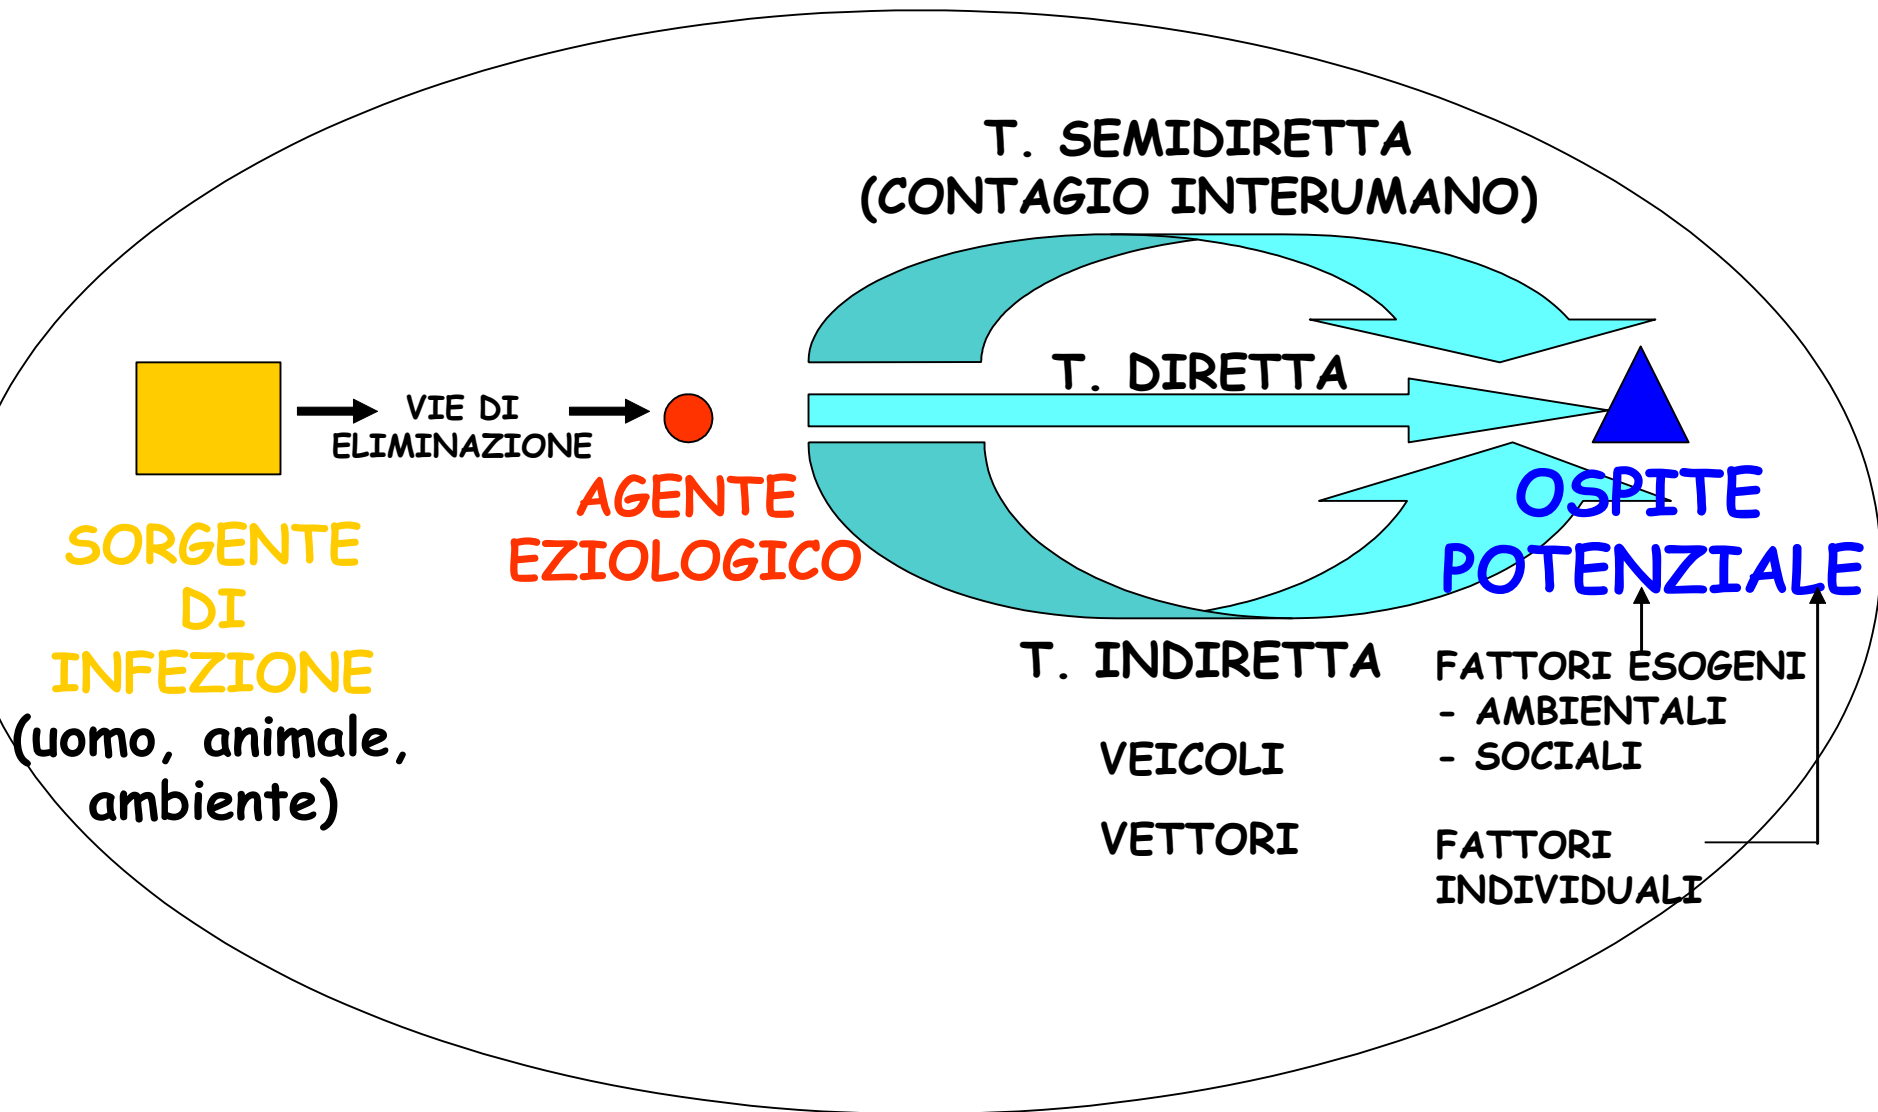 T. SEMIDIRETTA
(CONTAGIO INTERUMANO)
T. DIRETTA
VIE DI
ELIMINAZIONE
AGENTE
EZIOLOGICO
SORGENTE
DI
INFEZIONE
(uomo, animale,
ambiente)
OSPITE
POTENZIALE
T. INDIRETTA
VEICOLI
VETTORI
FATTORI ESOGENI
- AMBIENTALI
- SOCIALI
FATTORI
INDIVIDUALI